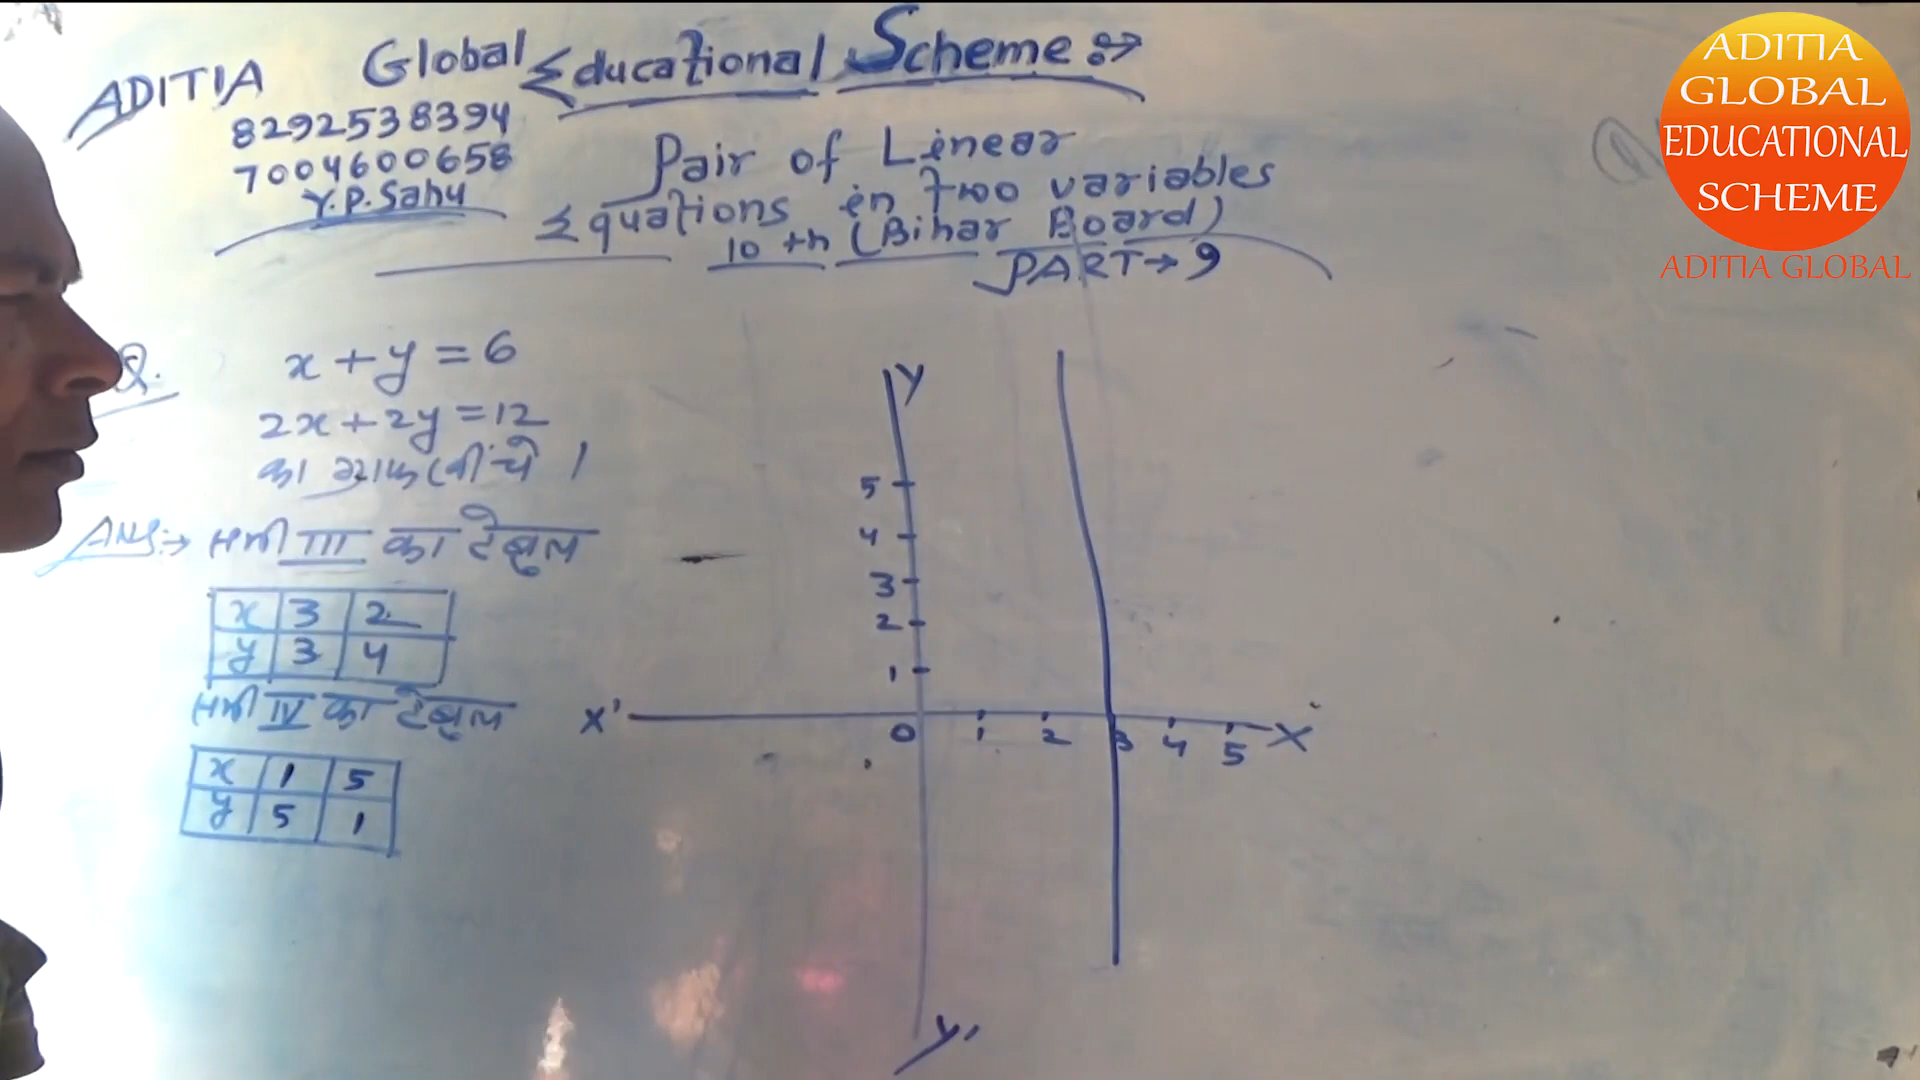 ADITIA Global Educational Scheme
8292538394
7004600658
Y.P.Sahu
Pair of Linear
Equations in two variables
10 th (Bihar Board)
PART → 9
ADITIA
GLOBAL
EDUCATIONAL
SCHEME
ADITIA GLOBAL
Q. x + y = 6
2x + 2y = 12
का ग्राफ खींचे ।
Ans:→ समी III का टेबुल
x 3 2
y 3 4
समी IV का टेबुल
x 1 5
y 5 1
Y
5
4
3
2
1
X' 0 1 2 3 4 5 X
Y'